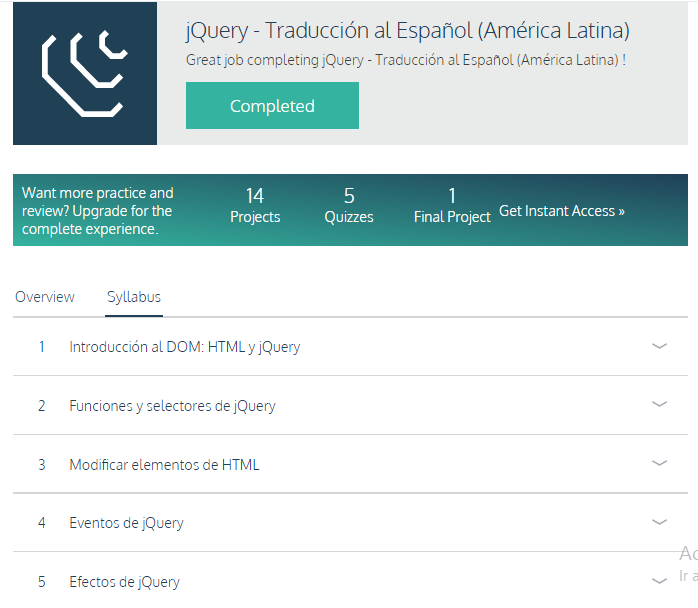 jQuery - Traducción al Español (América Latina)
Great job completing jQuery - Traducción al Español (América Latina) !
Completed
Want more practice and
review? Upgrade for the
complete experience.
14
Projects
5
Quizzes
1
Final Project
Get Instant Access »
Overview
Syllabus
1 Introducción al DOM: HTML y jQuery
2 Funciones y selectores de jQuery
3 Modificar elementos de HTML
4 Eventos de jQuery
5 Efectos de jQuery
Ir a